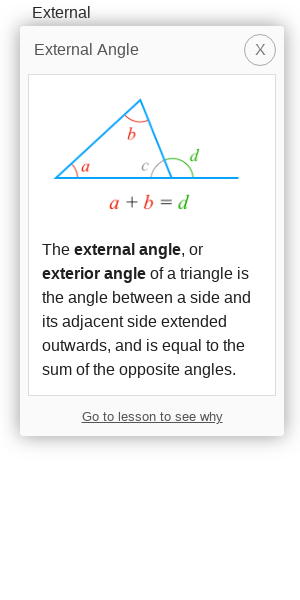 External
External Angle
X
b
a
c
d
a + b = d
The external angle, or
exterior angle of a triangle is
the angle between a side and
its adjacent side extended
outwards, and is equal to the
sum of the opposite angles.
Go to lesson to see why